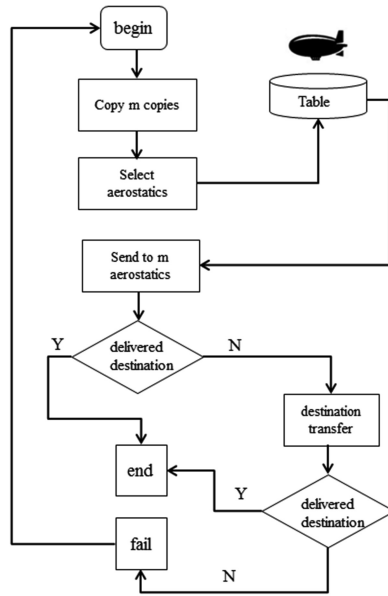 begin
Copy m copies
Table
Select
aerostatics
Send to m
aerostatics
Y
delivered
destination
N
destination
transfer
end
Y
delivered
destination
fail
N